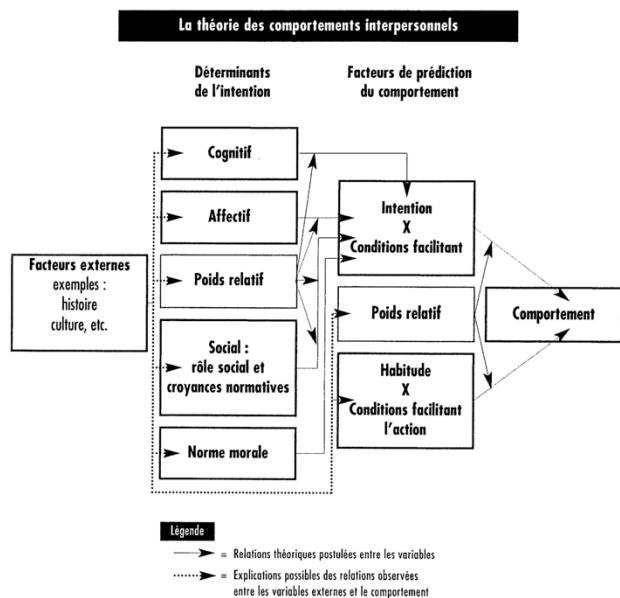 La théorie des comportements interpersonnels
Déterminants
de l'intention
Facteurs de prédiction
du comportement
Cognitif
Affectif
Intention
X
Conditions facilitant
Facteurs externes
exemples :
histoire
culture, etc.
Poids relatif
Poids relatif
Comportement
Social :
rôle social et
croyances normatives
Habitude
X
Conditions facilitant
l'action
Norme morale
Légende
= Relations théoriques postulées entre les variables
= Explications possibles des relations observées
entre les variables externes et le comportement